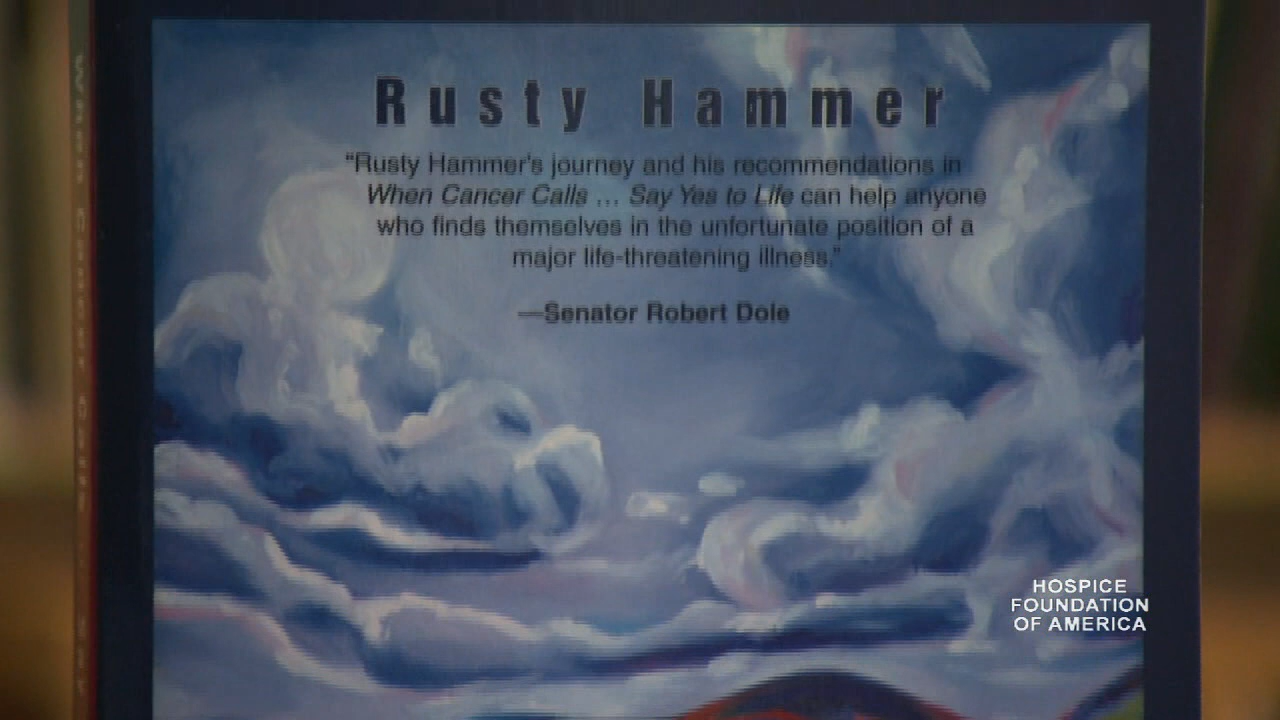 Rusty Hammer
"Rusty Hammer's journey and his recommendations in
When Cancer Calls ... Say Yes to Life can help anyone
who finds themselves in the unfortunate position of a
major life-threatening illness."
—Senator Robert Dole
HOSPICE
FOUNDATION
OF AMERICA